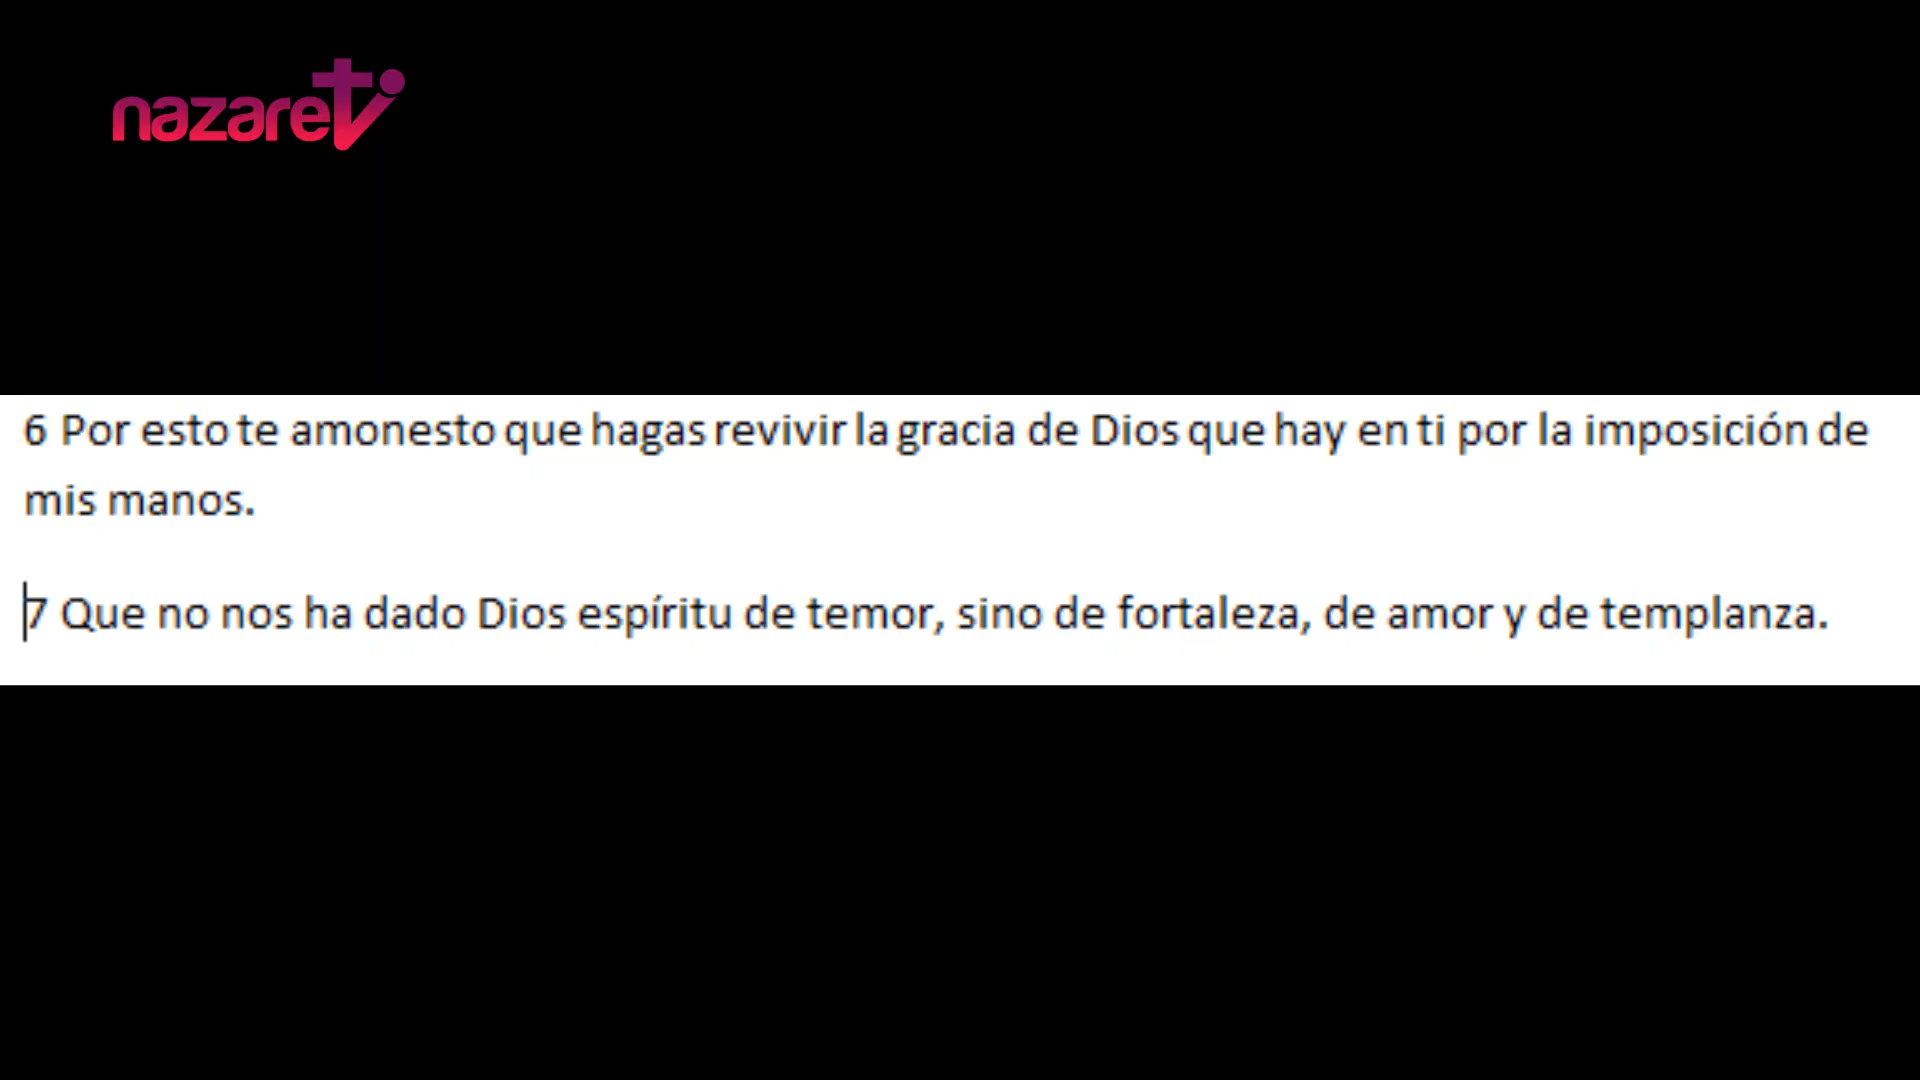 nazaretv
6 Por esto te amonesto que hagas revivir la gracia de Dios que hay en ti por la imposición de
mis manos.
7 Que no nos ha dado Dios espíritu de temor, sino de fortaleza, de amor y de templanza.